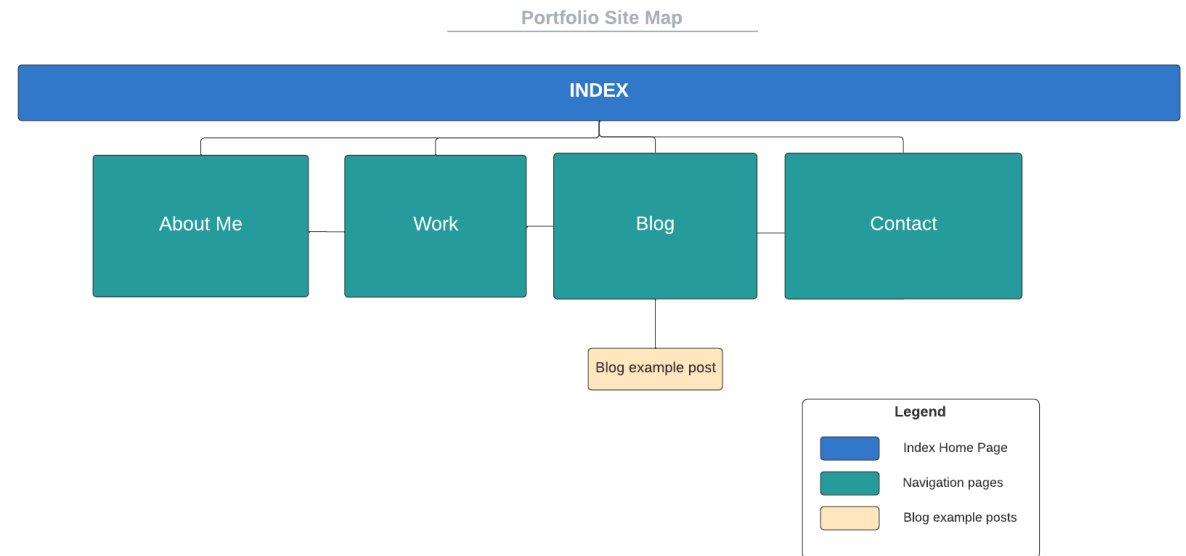 Portfolio Site Map
INDEX
About Me
Work
Blog
Contact
Blog example post
Legend
Index Home Page
Navigation pages
Blog example posts